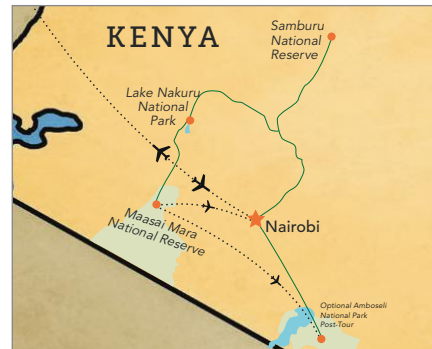 KENYA
Samburu
National
Reserve
Lake Nakuru
National
Park
Maasai Mara
National Reserve
Nairobi
Optional Amboseli
National Park
Post-Tour